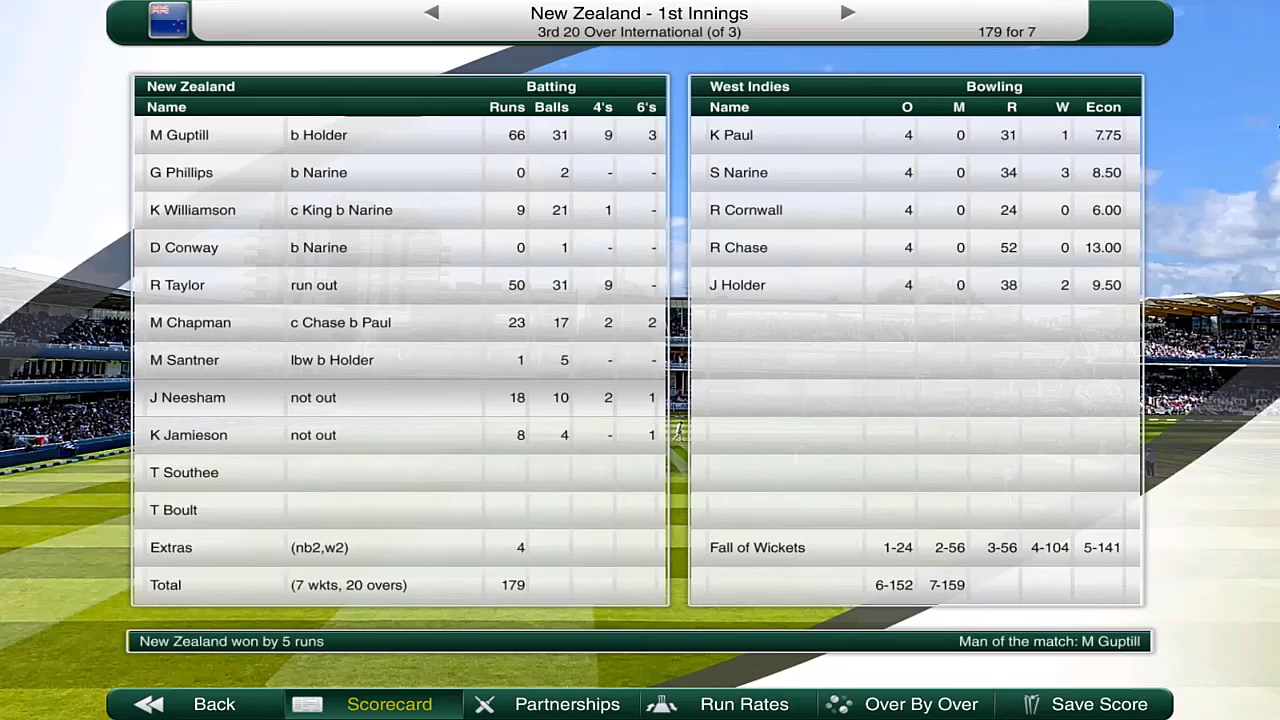 New Zealand - 1st Innings
3rd 20 Over International (of 3) 179 for 7
New Zealand Batting
Name Runs Balls 4's 6's
M Guptill b Holder 66 31 9 3
G Phillips b Narine 0 2 - -
K Williamson c King b Narine 9 21 1 -
D Conway b Narine 0 1 - -
R Taylor run out 50 31 9 -
M Chapman c Chase b Paul 23 17 2 2
M Santner lbw b Holder 1 5 - -
J Neesham not out 18 10 2 1
K Jamieson not out 8 4 - 1
T Southee
T Boult
Extras (nb2,w2) 4
Total (7 wkts, 20 overs) 179
West Indies Bowling
Name O M R W Econ
K Paul 4 0 31 1 7.75
S Narine 4 0 34 3 8.50
R Cornwall 4 0 24 0 6.00
R Chase 4 0 52 0 13.00
J Holder 4 0 38 2 9.50
Fall of Wickets 1-24 2-56 3-56 4-104 5-141
6-152 7-159
New Zealand won by 5 runs Man of the match: M Guptill
Back Scorecard Partnerships Run Rates Over By Over Save Score